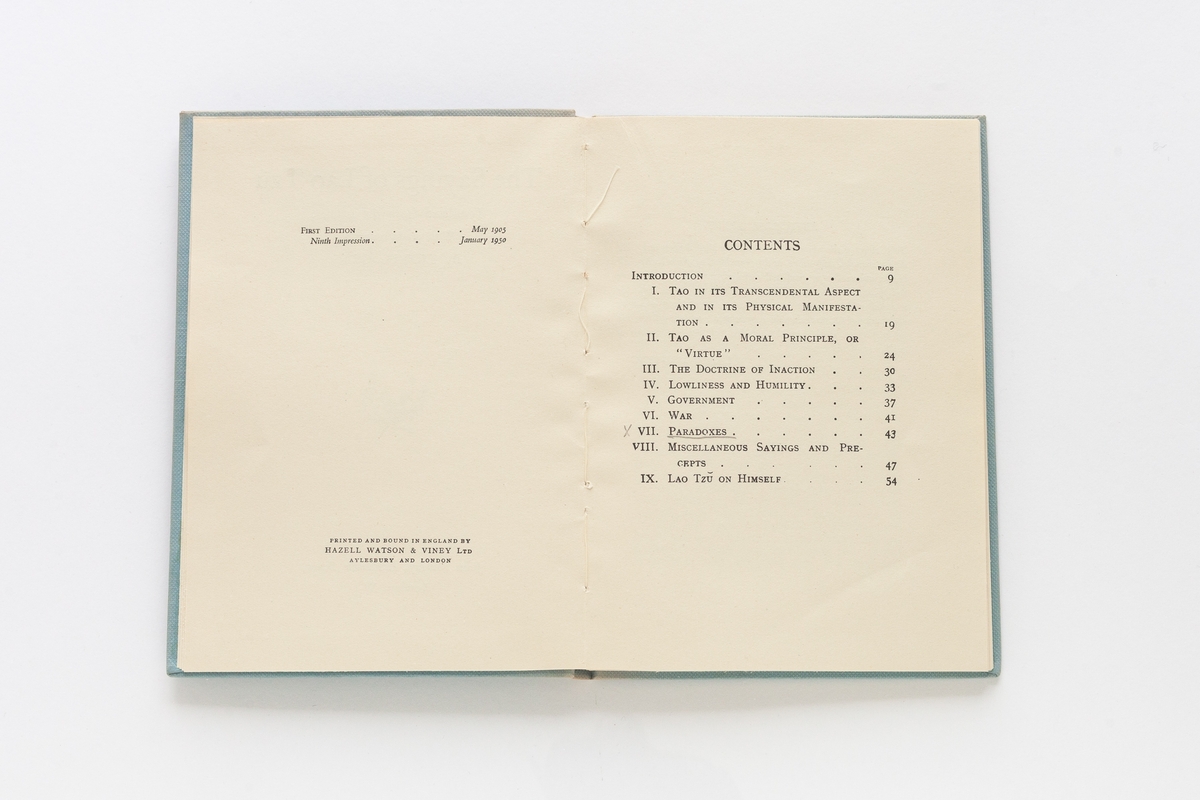 FIRST EDITION . . . . . May 1905
Ninth Impression . . . . January 1950
PRINTED AND BOUND IN ENGLAND BY
HAZELL WATSON & VINEY LTD
AYLESBURY AND LONDON
CONTENTS
PAGE
INTRODUCTION . . . . . . 9
I. TAO IN ITS TRANSCENDENTAL ASPECT
AND IN ITS PHYSICAL MANIFESTA-
TION . . . . . . . 19
II. TAO AS A MORAL PRINCIPLE, OR
"VIRTUE" . . . . . 24
III. THE DOCTRINE OF INACTION . . 30
IV. LOWLINESS AND HUMILITY . . . 33
V. GOVERNMENT . . . . . 37
VI. WAR . . . . . . . 41
X VII. PARADOXES . . . . . . 43
VIII. MISCELLANEOUS SAYINGS AND PRE-
CEPTS . . . . . . 47
IX. LAO TZŬ ON HIMSELF . . . . 54